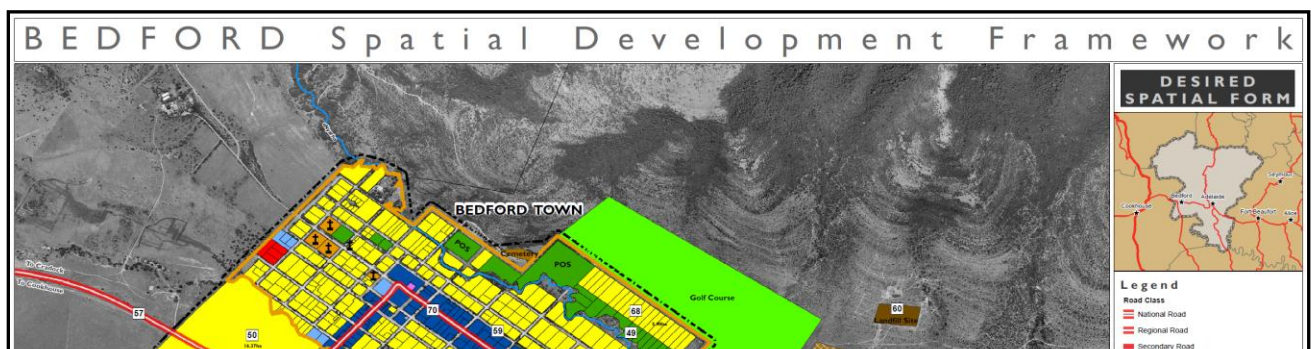 BEDFORD Spatial Development Framework
DESIRED
SPATIAL FORM
BEDFORD TOWN
POS
Cemetery
POS
Golf Course
To Cradock
To Cookhouse
57
50
70
59
68
49
60
Landfill Site
Seymour
Bedford
Adelaide
Cookhouse
Fort Beaufort
Alice
Legend
Road Class
National Road
Regional Road
Secondary Road